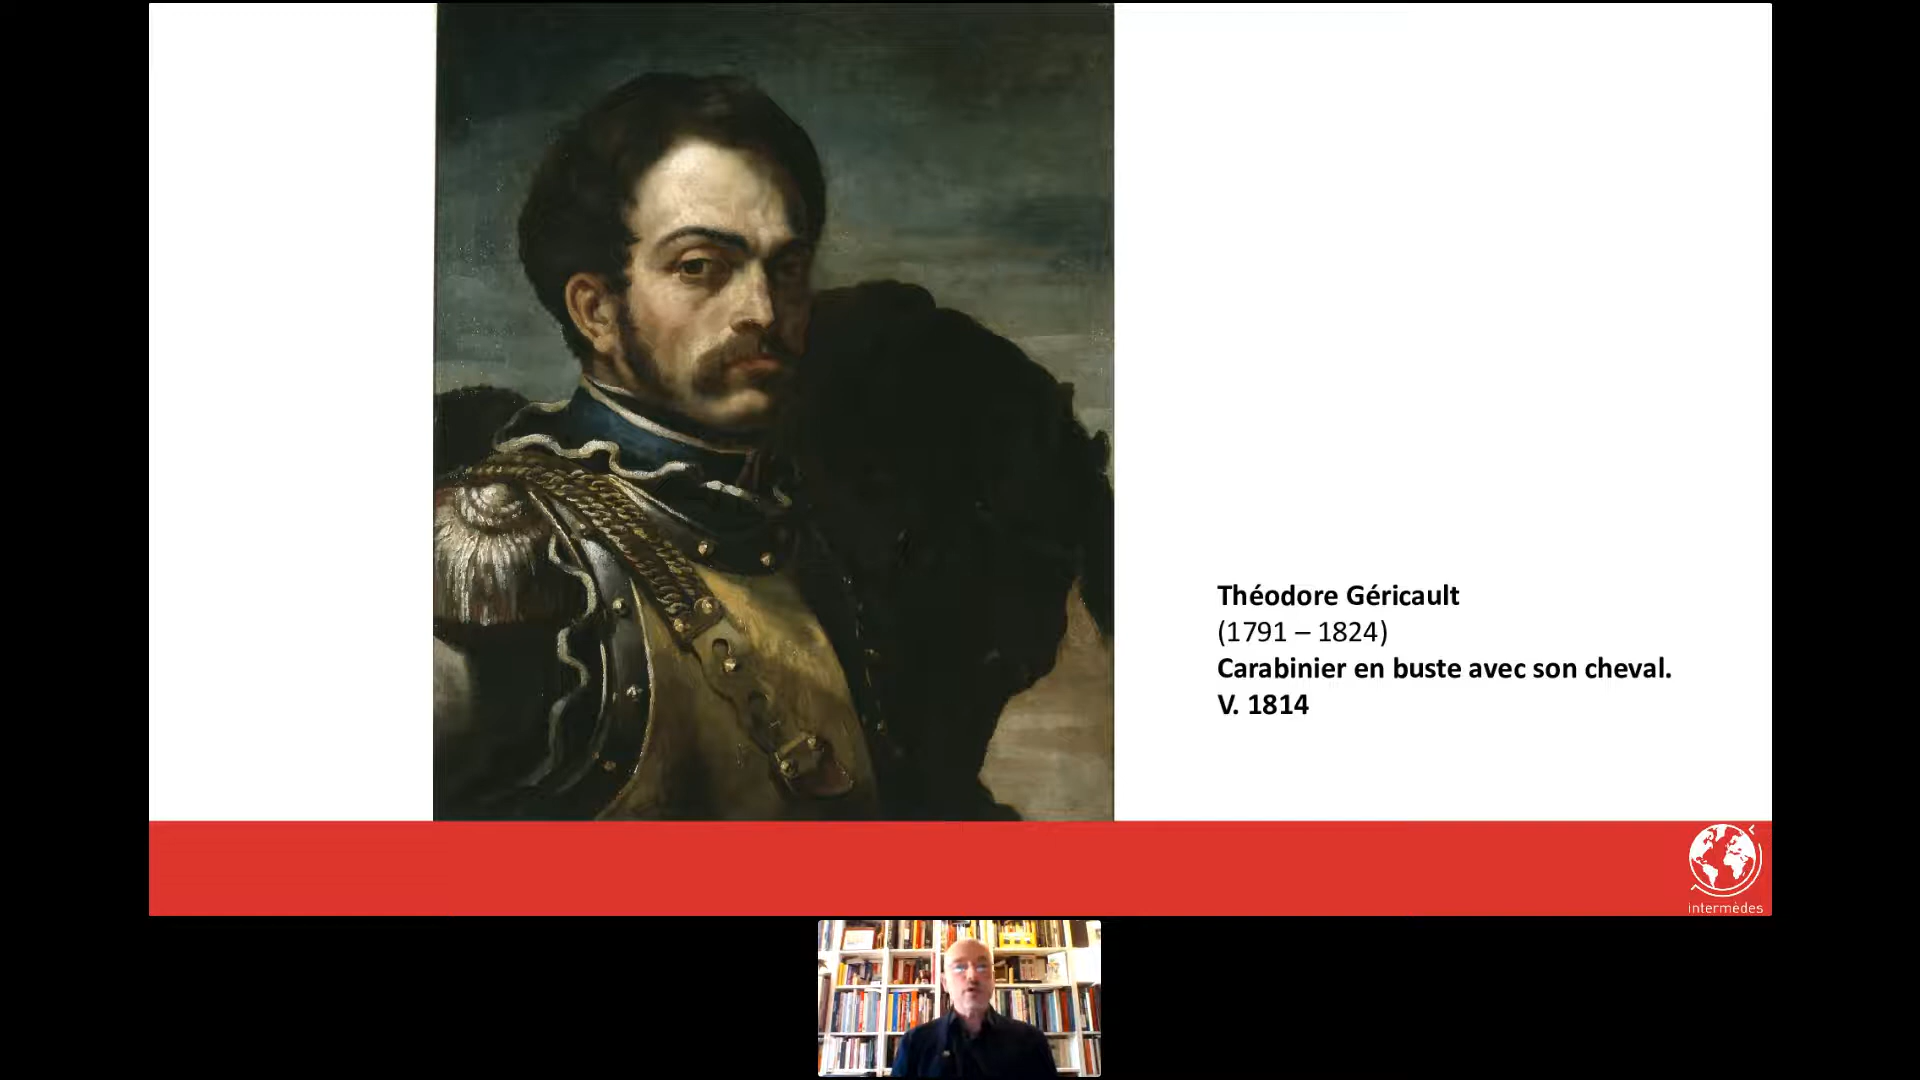 Théodore Géricault
(1791 – 1824)
Carabinier en buste avec son cheval.
V. 1814
intermèdes